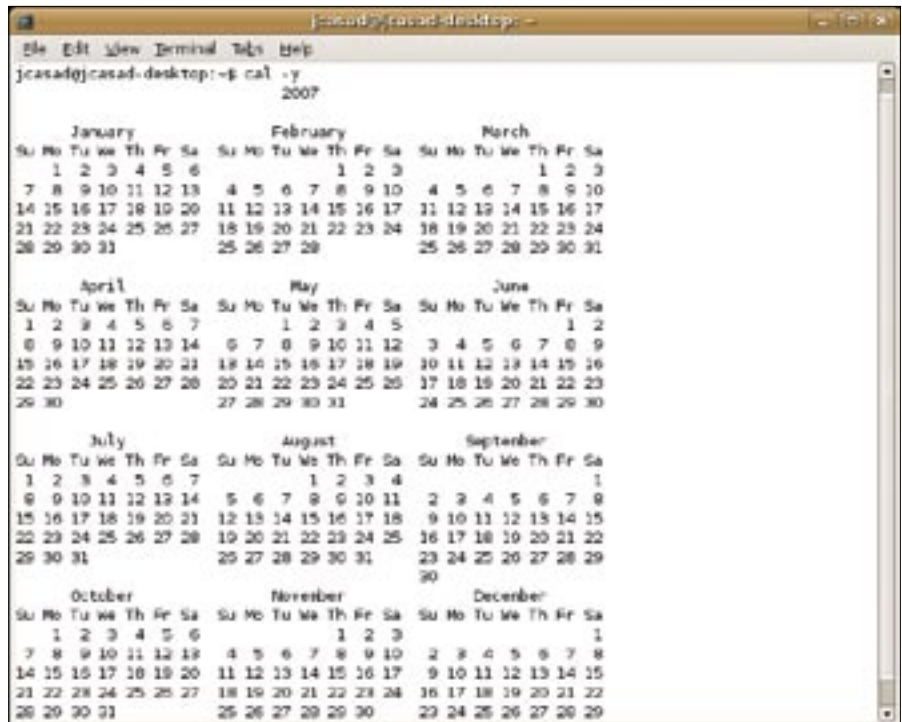 jcasad@jcasad-desktop: ~
File Edit View Terminal Tabs Help
jcasad@jcasad-desktop:~$ cal -y
2007
January February March
Su Mo Tu We Th Fr Sa Su Mo Tu We Th Fr Sa Su Mo Tu We Th Fr Sa
1 2 3 4 5 6 1 2 3 1 2 3
7 8 9 10 11 12 13 4 5 6 7 8 9 10 4 5 6 7 8 9 10
14 15 16 17 18 19 20 11 12 13 14 15 16 17 11 12 13 14 15 16 17
21 22 23 24 25 26 27 18 19 20 21 22 23 24 18 19 20 21 22 23 24
28 29 30 31 25 26 27 28 25 26 27 28 29 30 31
April May June
Su Mo Tu We Th Fr Sa Su Mo Tu We Th Fr Sa Su Mo Tu We Th Fr Sa
1 2 3 4 5 6 7 1 2 3 4 5 1 2
8 9 10 11 12 13 14 6 7 8 9 10 11 12 3 4 5 6 7 8 9
15 16 17 18 19 20 21 13 14 15 16 17 18 19 10 11 12 13 14 15 16
22 23 24 25 26 27 28 20 21 22 23 24 25 26 17 18 19 20 21 22 23
29 30 27 28 29 30 31 24 25 26 27 28 29 30
July August September
Su Mo Tu We Th Fr Sa Su Mo Tu We Th Fr Sa Su Mo Tu We Th Fr Sa
1 2 3 4 5 6 7 1 2 3 4 1
8 9 10 11 12 13 14 5 6 7 8 9 10 11 2 3 4 5 6 7 8
15 16 17 18 19 20 21 12 13 14 15 16 17 18 9 10 11 12 13 14 15
22 23 24 25 26 27 28 19 20 21 22 23 24 25 16 17 18 19 20 21 22
29 30 31 26 27 28 29 30 31 23 24 25 26 27 28 29
30
October November December
Su Mo Tu We Th Fr Sa Su Mo Tu We Th Fr Sa Su Mo Tu We Th Fr Sa
1 2 3 4 5 6 1 2 3 1
7 8 9 10 11 12 13 4 5 6 7 8 9 10 2 3 4 5 6 7 8
14 15 16 17 18 19 20 11 12 13 14 15 16 17 9 10 11 12 13 14 15
21 22 23 24 25 26 27 18 19 20 21 22 23 24 16 17 18 19 20 21 22
28 29 30 31 25 26 27 28 29 30 23 24 25 26 27 28 29